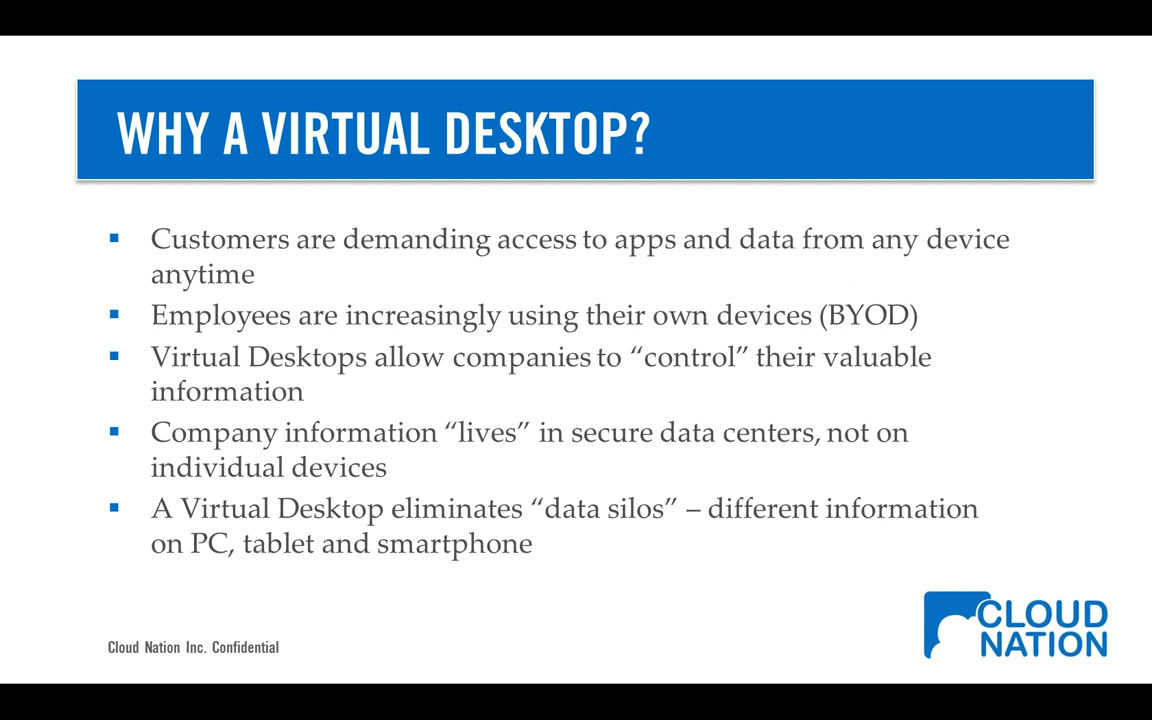 WHY A VIRTUAL DESKTOP?
▪ Customers are demanding access to apps and data from any device
anytime
▪ Employees are increasingly using their own devices (BYOD)
▪ Virtual Desktops allow companies to “control” their valuable
information
▪ Company information “lives” in secure data centers, not on
individual devices
▪ A Virtual Desktop eliminates “data silos” – different information
on PC, tablet and smartphone
Cloud Nation Inc. Confidential
CLOUD
NATION